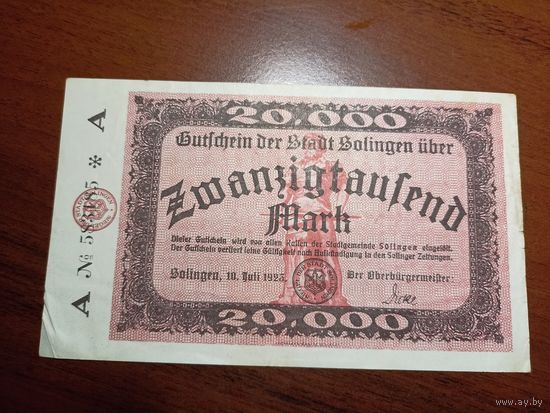 20.000
Gutschein der Stadt Solingen über
Zwanzigtausend
Mark
Dieser Gutschein wird von allen Kassen der Stadtgemeinde Solingen eingelöst.
Der Gutschein verliert seine Gültigkeit nach Aufkündigung in den Solinger Zeitungen.
Solingen, 10. Juli 1923.
Der Oberbürgermeister:
20.000
A №
* A
www.ay.by